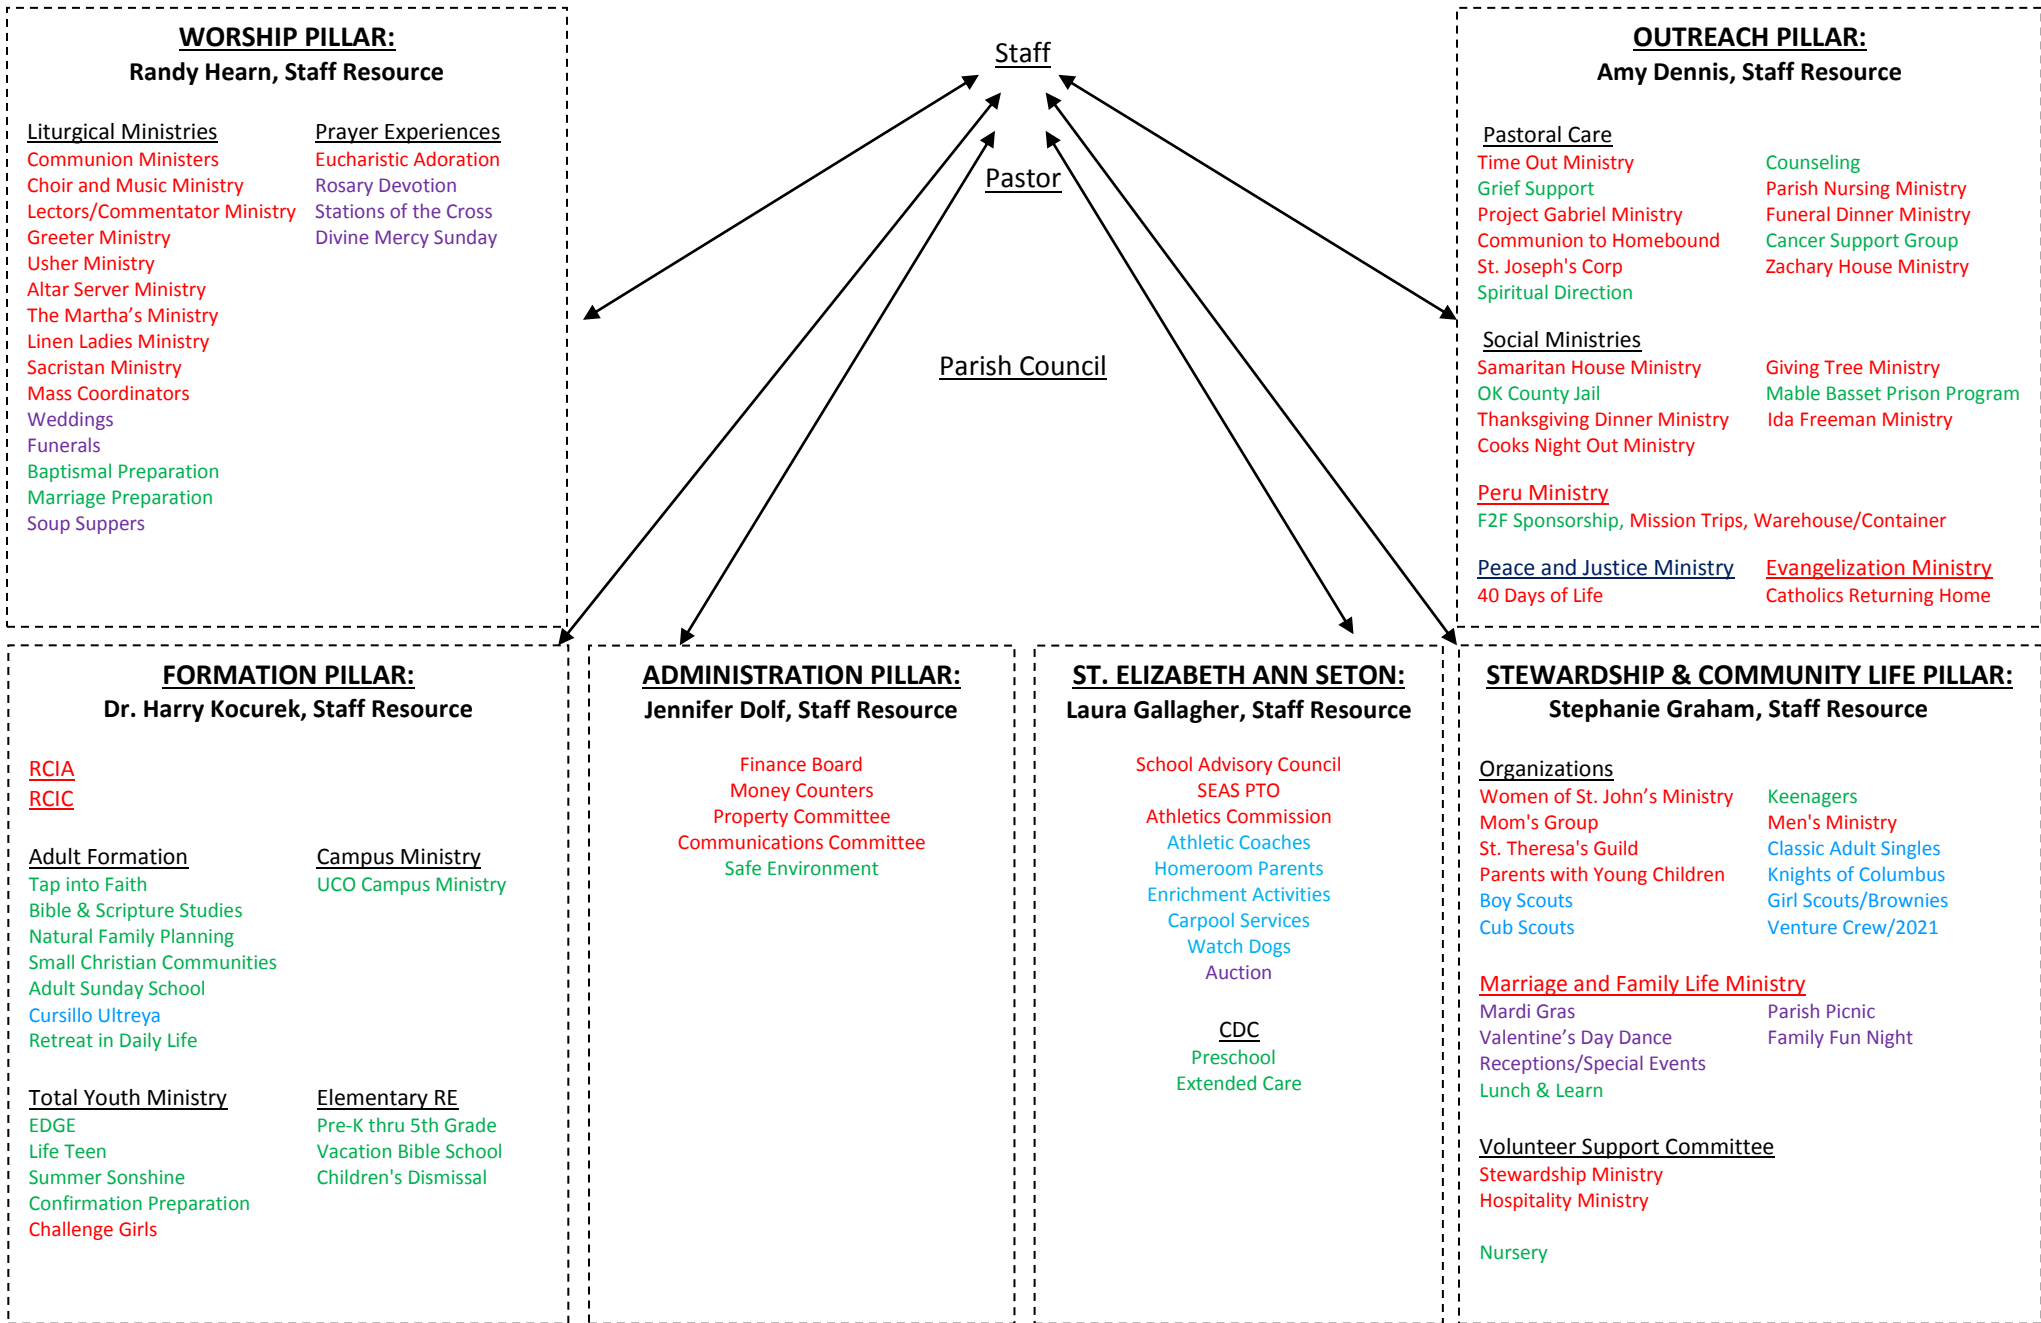 WORSHIP PILLAR:
Randy Hearn, Staff Resource
Liturgical Ministries
Communion Ministers
Choir and Music Ministry
Lectors/Commentator Ministry
Greeter Ministry
Usher Ministry
Altar Server Ministry
The Martha’s Ministry
Linen Ladies Ministry
Sacristan Ministry
Mass Coordinators
Weddings
Funerals
Baptismal Preparation
Marriage Preparation
Soup Suppers
Prayer Experiences
Eucharistic Adoration
Rosary Devotion
Stations of the Cross
Divine Mercy Sunday
Staff
Pastor
Parish Council
OUTREACH PILLAR:
Amy Dennis, Staff Resource
Pastoral Care
Time Out Ministry
Grief Support
Project Gabriel Ministry
Communion to Homebound
St. Joseph's Corp
Spiritual Direction
Counseling
Parish Nursing Ministry
Funeral Dinner Ministry
Cancer Support Group
Zachary House Ministry
Social Ministries
Samaritan House Ministry
OK County Jail
Thanksgiving Dinner Ministry
Cooks Night Out Ministry
Giving Tree Ministry
Mable Basset Prison Program
Ida Freeman Ministry
Peru Ministry
F2F Sponsorship, Mission Trips, Warehouse/Container
Peace and Justice Ministry
40 Days of Life
Evangelization Ministry
Catholics Returning Home
FORMATION PILLAR:
Dr. Harry Kocurek, Staff Resource
RCIA
RCIC
Adult Formation
Tap into Faith
Bible & Scripture Studies
Natural Family Planning
Small Christian Communities
Adult Sunday School
Cursillo Ultreya
Retreat in Daily Life
Campus Ministry
UCO Campus Ministry
Total Youth Ministry
EDGE
Life Teen
Summer Sonshine
Confirmation Preparation
Challenge Girls
Elementary RE
Pre-K thru 5th Grade
Vacation Bible School
Children's Dismissal
ADMINISTRATION PILLAR:
Jennifer Dolf, Staff Resource
Finance Board
Money Counters
Property Committee
Communications Committee
Safe Environment
ST. ELIZABETH ANN SETON:
Laura Gallagher, Staff Resource
School Advisory Council
SEAS PTO
Athletics Commission
Athletic Coaches
Homeroom Parents
Enrichment Activities
Carpool Services
Watch Dogs
Auction
CDC
Preschool
Extended Care
STEWARDSHIP & COMMUNITY LIFE PILLAR:
Stephanie Graham, Staff Resource
Organizations
Women of St. John’s Ministry
Mom's Group
St. Theresa's Guild
Parents with Young Children
Boy Scouts
Cub Scouts
Keenagers
Men's Ministry
Classic Adult Singles
Knights of Columbus
Girl Scouts/Brownies
Venture Crew/2021
Marriage and Family Life Ministry
Mardi Gras
Valentine’s Day Dance
Receptions/Special Events
Lunch & Learn
Parish Picnic
Family Fun Night
Volunteer Support Committee
Stewardship Ministry
Hospitality Ministry
Nursery